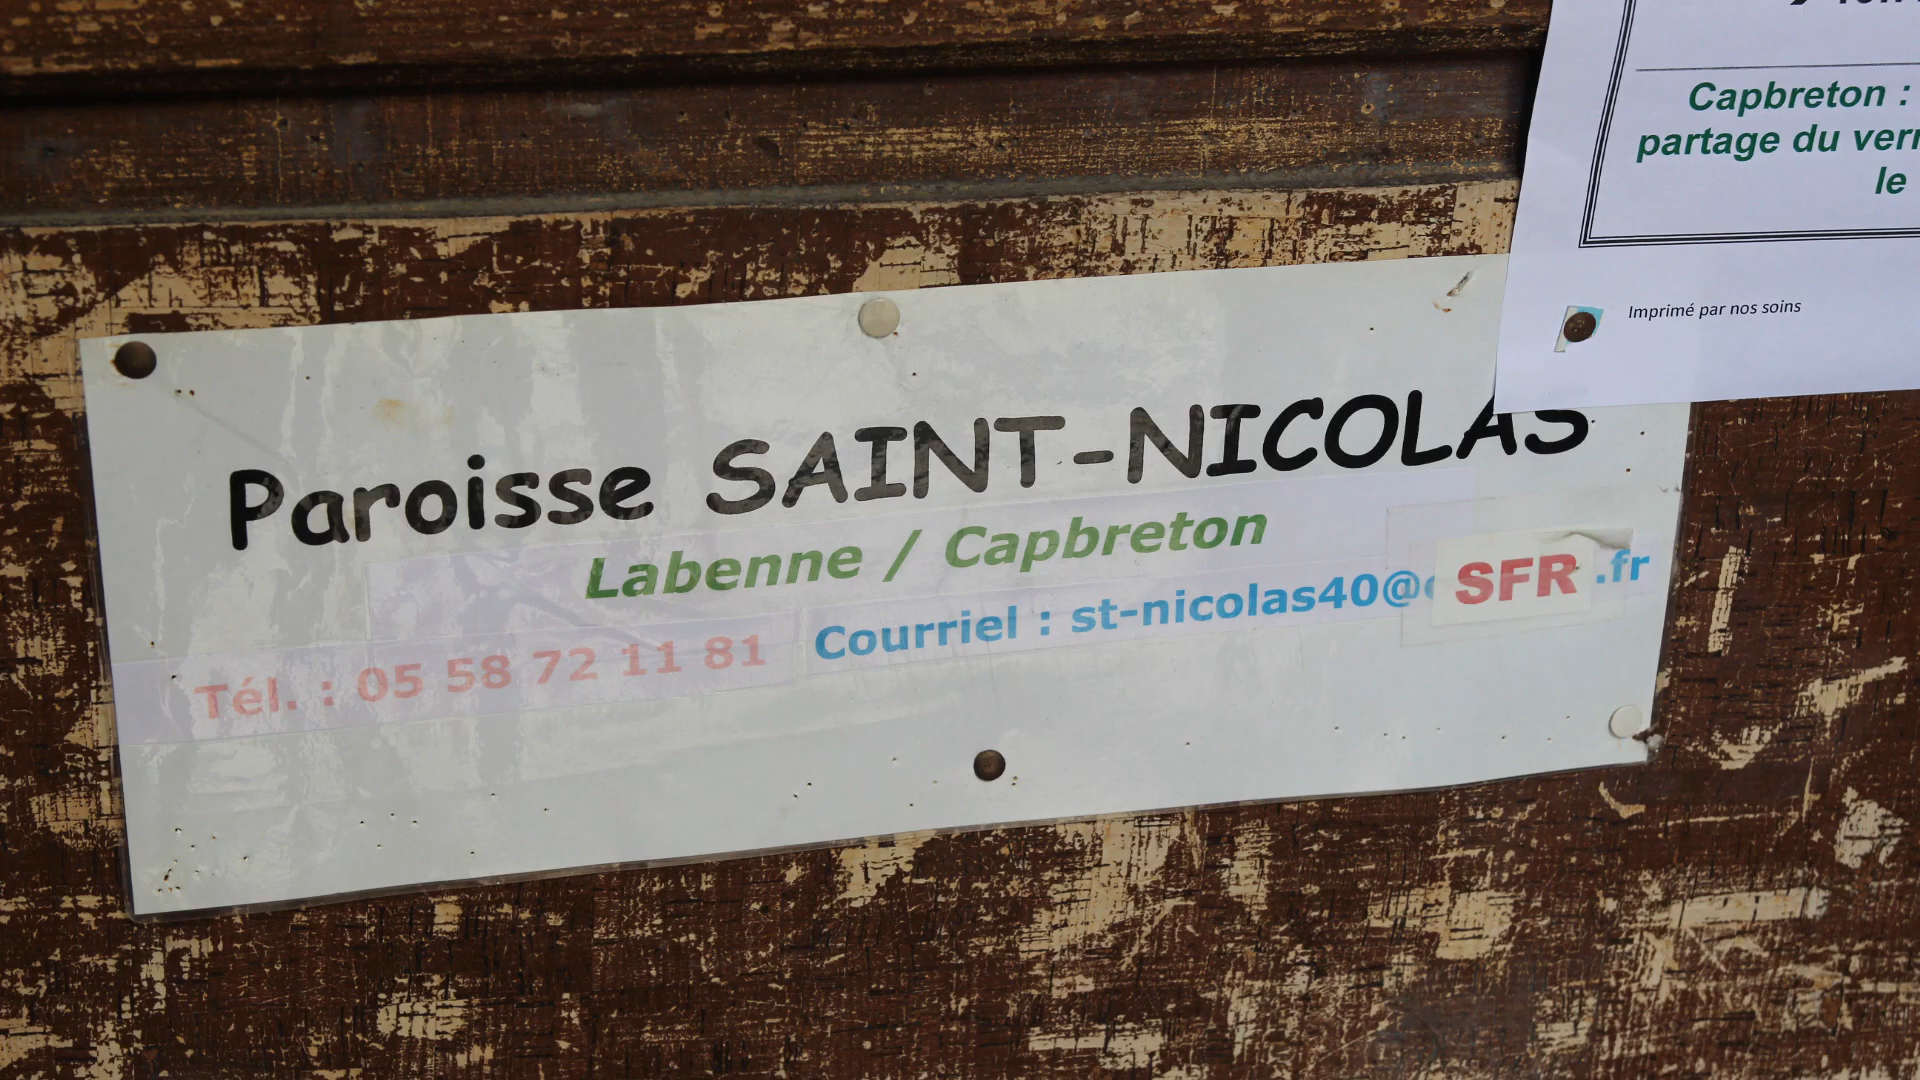 Capbreton :
partage du
le
Imprimé par nos soins
Paroisse SAINT-NICOLAS
Labenne / Capbreton
Tél. : 05 58 72 11 81 Courriel : st-nicolas40@ SFR .fr